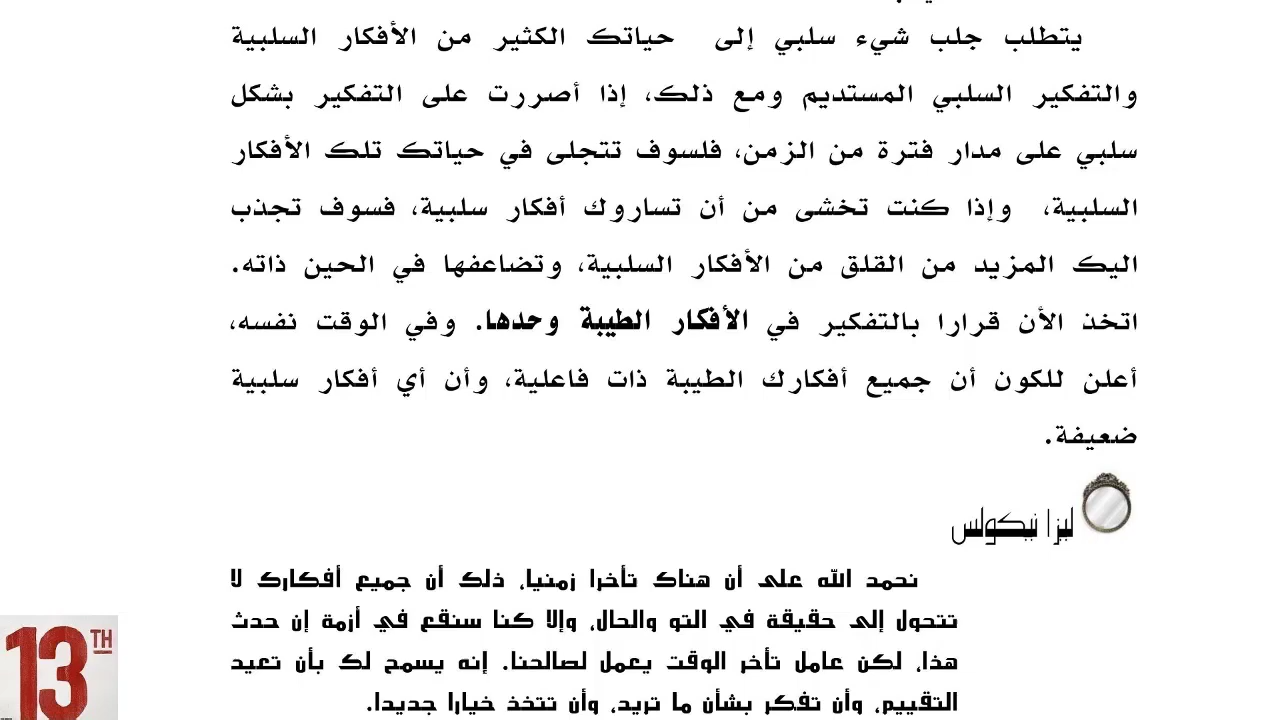 يتطلب جلب شيء سلبي إلى حياتك الكثير من الأفكار السلبية
والتفكير السلبي المستديم ومع ذلك، إذا أصررت على التفكير بشكل
سلبي على مدار فترة من الزمن، فلسوف تتجلى في حياتك تلك الأفكار
السلبية، وإذا كنت تخشى من أن تساروك أفكار سلبية، فسوف تجذب
اليك المزيد من القلق من الأفكار السلبية، وتضاعفها في الحين ذاته.
اتخذ الأن قرارا بالتفكير في الأفكار الطيبة وحدها. وفي الوقت نفسه،
أعلن للكون أن جميع أفكارك الطيبة ذات فاعلية، وأن أي أفكار سلبية
ضعيفة.
ليزا نيكولس
نحمد الله على أن هناك تأخرا زمنيا، ذلك أن جميع أفكارك لا
تتحول إلى حقيقة في التو والحال، وإلا كنا سنقع في أزمة إن حدث
هذا، لكن عامل تأخر الوقت يعمل لصالحنا. إنه يسمح لك بأن تعيد
التقييم، وأن تفكر بشأن ما تريد، وأن تتخذ خيارا جديدا.
13TH